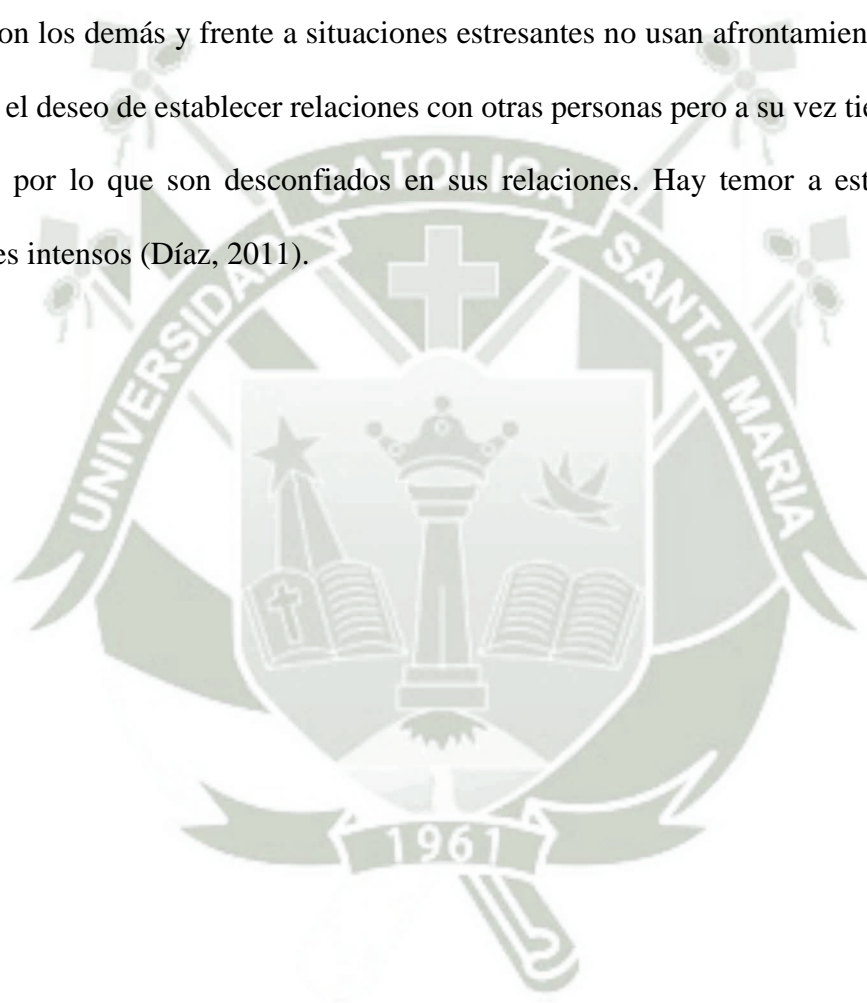 on los demás y frente a situaciones estresantes no usan afrontamien
el deseo de establecer relaciones con otras personas pero a su vez tie
por lo que son desconfiados en sus relaciones. Hay temor a est
es intensos (Díaz, 2011).
UNIVERSIDAD CATOLICA SANTA MARIA
1961